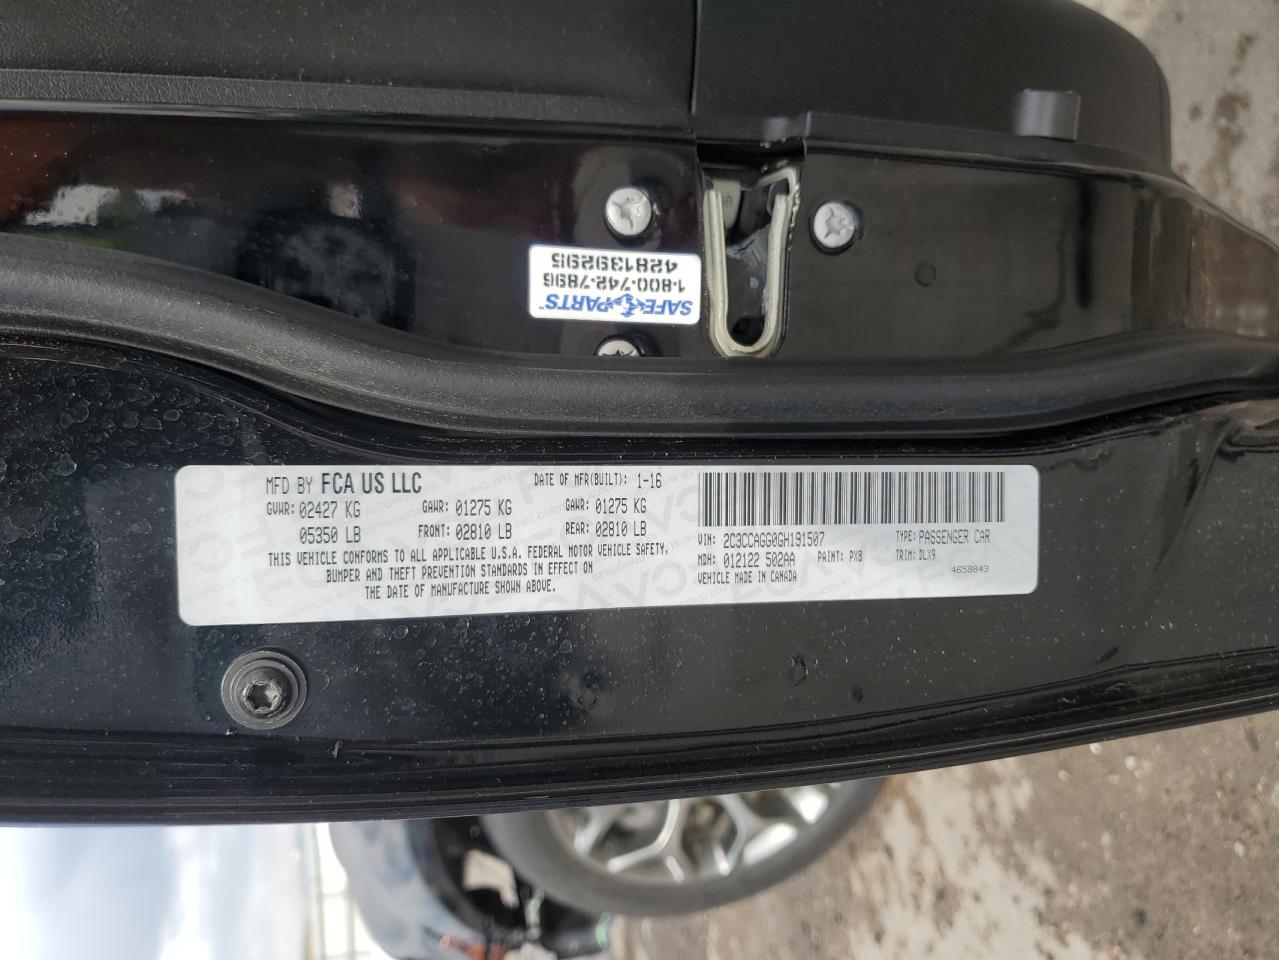 SAFE PARTS
1-800-742-7896
4281391295
MFD BY FCA US LLC
DATE OF MFR(BUILT): 1-16
GVWR: 02427 KG
GAWR: 01275 KG
GAWR: 01275 KG
05350 LB
FRONT: 02810 LB
REAR: 02810 LB
THIS VEHICLE CONFORMS TO ALL APPLICABLE U.S.A. FEDERAL MOTOR VEHICLE SAFETY,
BUMPER AND THEFT PREVENTION STANDARDS IN EFFECT ON
THE DATE OF MANUFACTURE SHOWN ABOVE.
VIN: 2C3CCAGG0GH191507
TYPE: PASSENGER CAR
MDH: 012122 502AA
PAINT: PX8
TRIM: DLX9
VEHICLE MADE IN CANADA
4658843